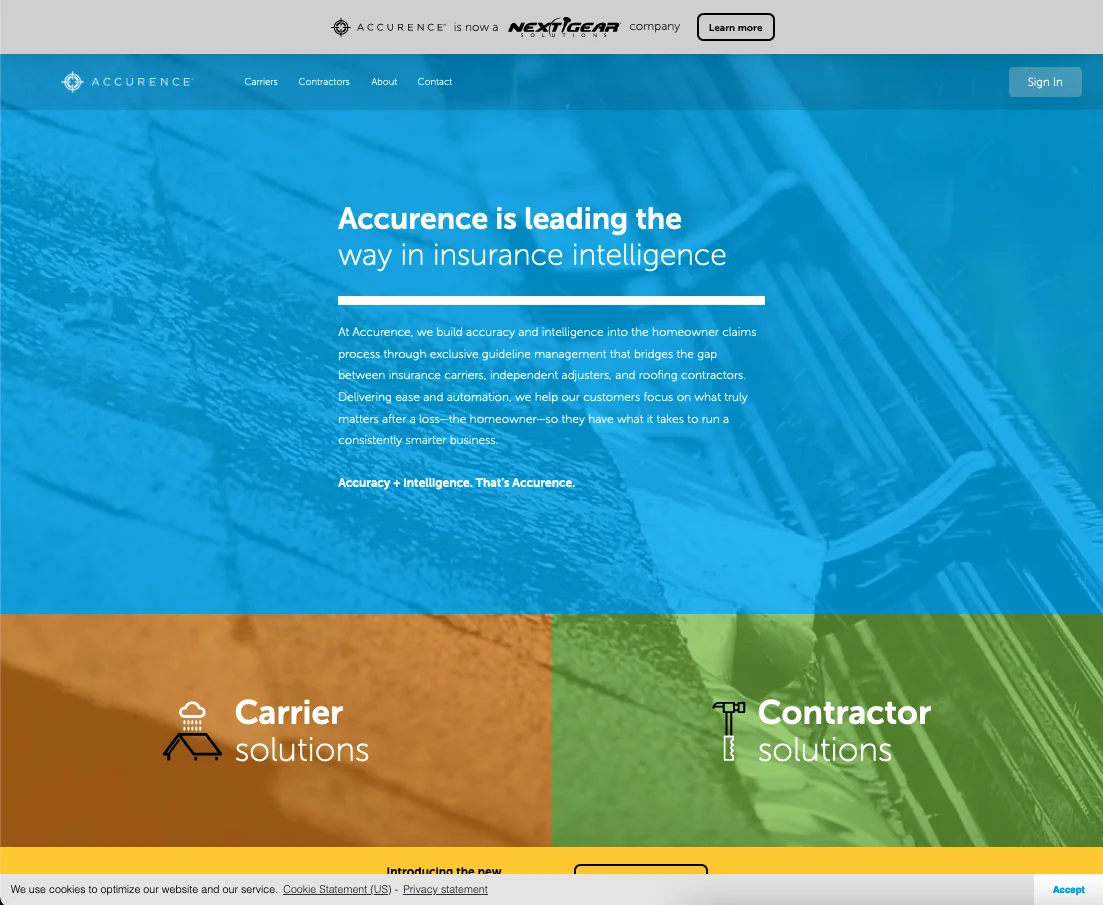 ACCURENCE is now a NEXTGEAR SOLUTIONS company Learn more
ACCURENCE Carriers Contractors About Contact Sign In
Accurence is leading the
way in insurance intelligence
At Accurence, we build accuracy and intelligence into the homeowner claims
process through exclusive guideline management that bridges the gap
between insurance carriers, independent adjusters, and roofing contractors.
Delivering ease and automation, we help our customers focus on what truly
matters after a loss—the homeowner—so they have what it takes to run a
consistently smarter business.
Accuracy + Intelligence. That's Accurence.
Carrier
solutions
Contractor
solutions
Introducing the new
We use cookies to optimize our website and our service. Cookie Statement (US) - Privacy statement Accept